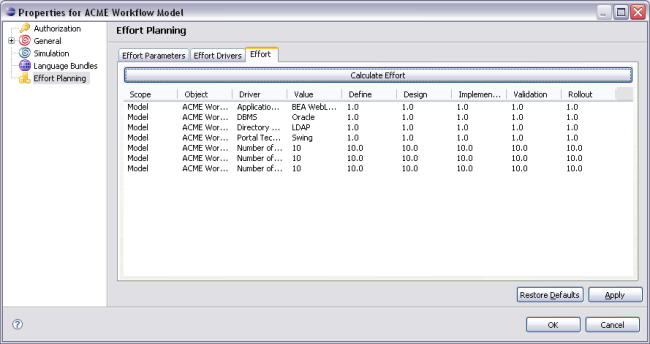 Properties for ACME Workflow Model
Authorization
General
Simulation
Language Bundles
Effort Planning
Effort Planning
Effort Parameters Effort Drivers Effort
Calculate Effort
Scope Object Driver Value Define Design Implemen... Validation Rollout
Model ACME Wor... Applicatio... BEA WebL... 1.0 1.0 1.0 1.0 1.0
Model ACME Wor... DBMS Oracle 1.0 1.0 1.0 1.0 1.0
Model ACME Wor... Directory ... LDAP 1.0 1.0 1.0 1.0 1.0
Model ACME Wor... Portal Tec... Swing 1.0 1.0 1.0 1.0 1.0
Model ACME Wor... Number of... 10 10.0 10.0 10.0 10.0 10.0
Model ACME Wor... Number of... 10 10.0 10.0 10.0 10.0 10.0
Model ACME Wor... Number of... 10 10.0 10.0 10.0 10.0 10.0
Restore Defaults Apply
OK Cancel